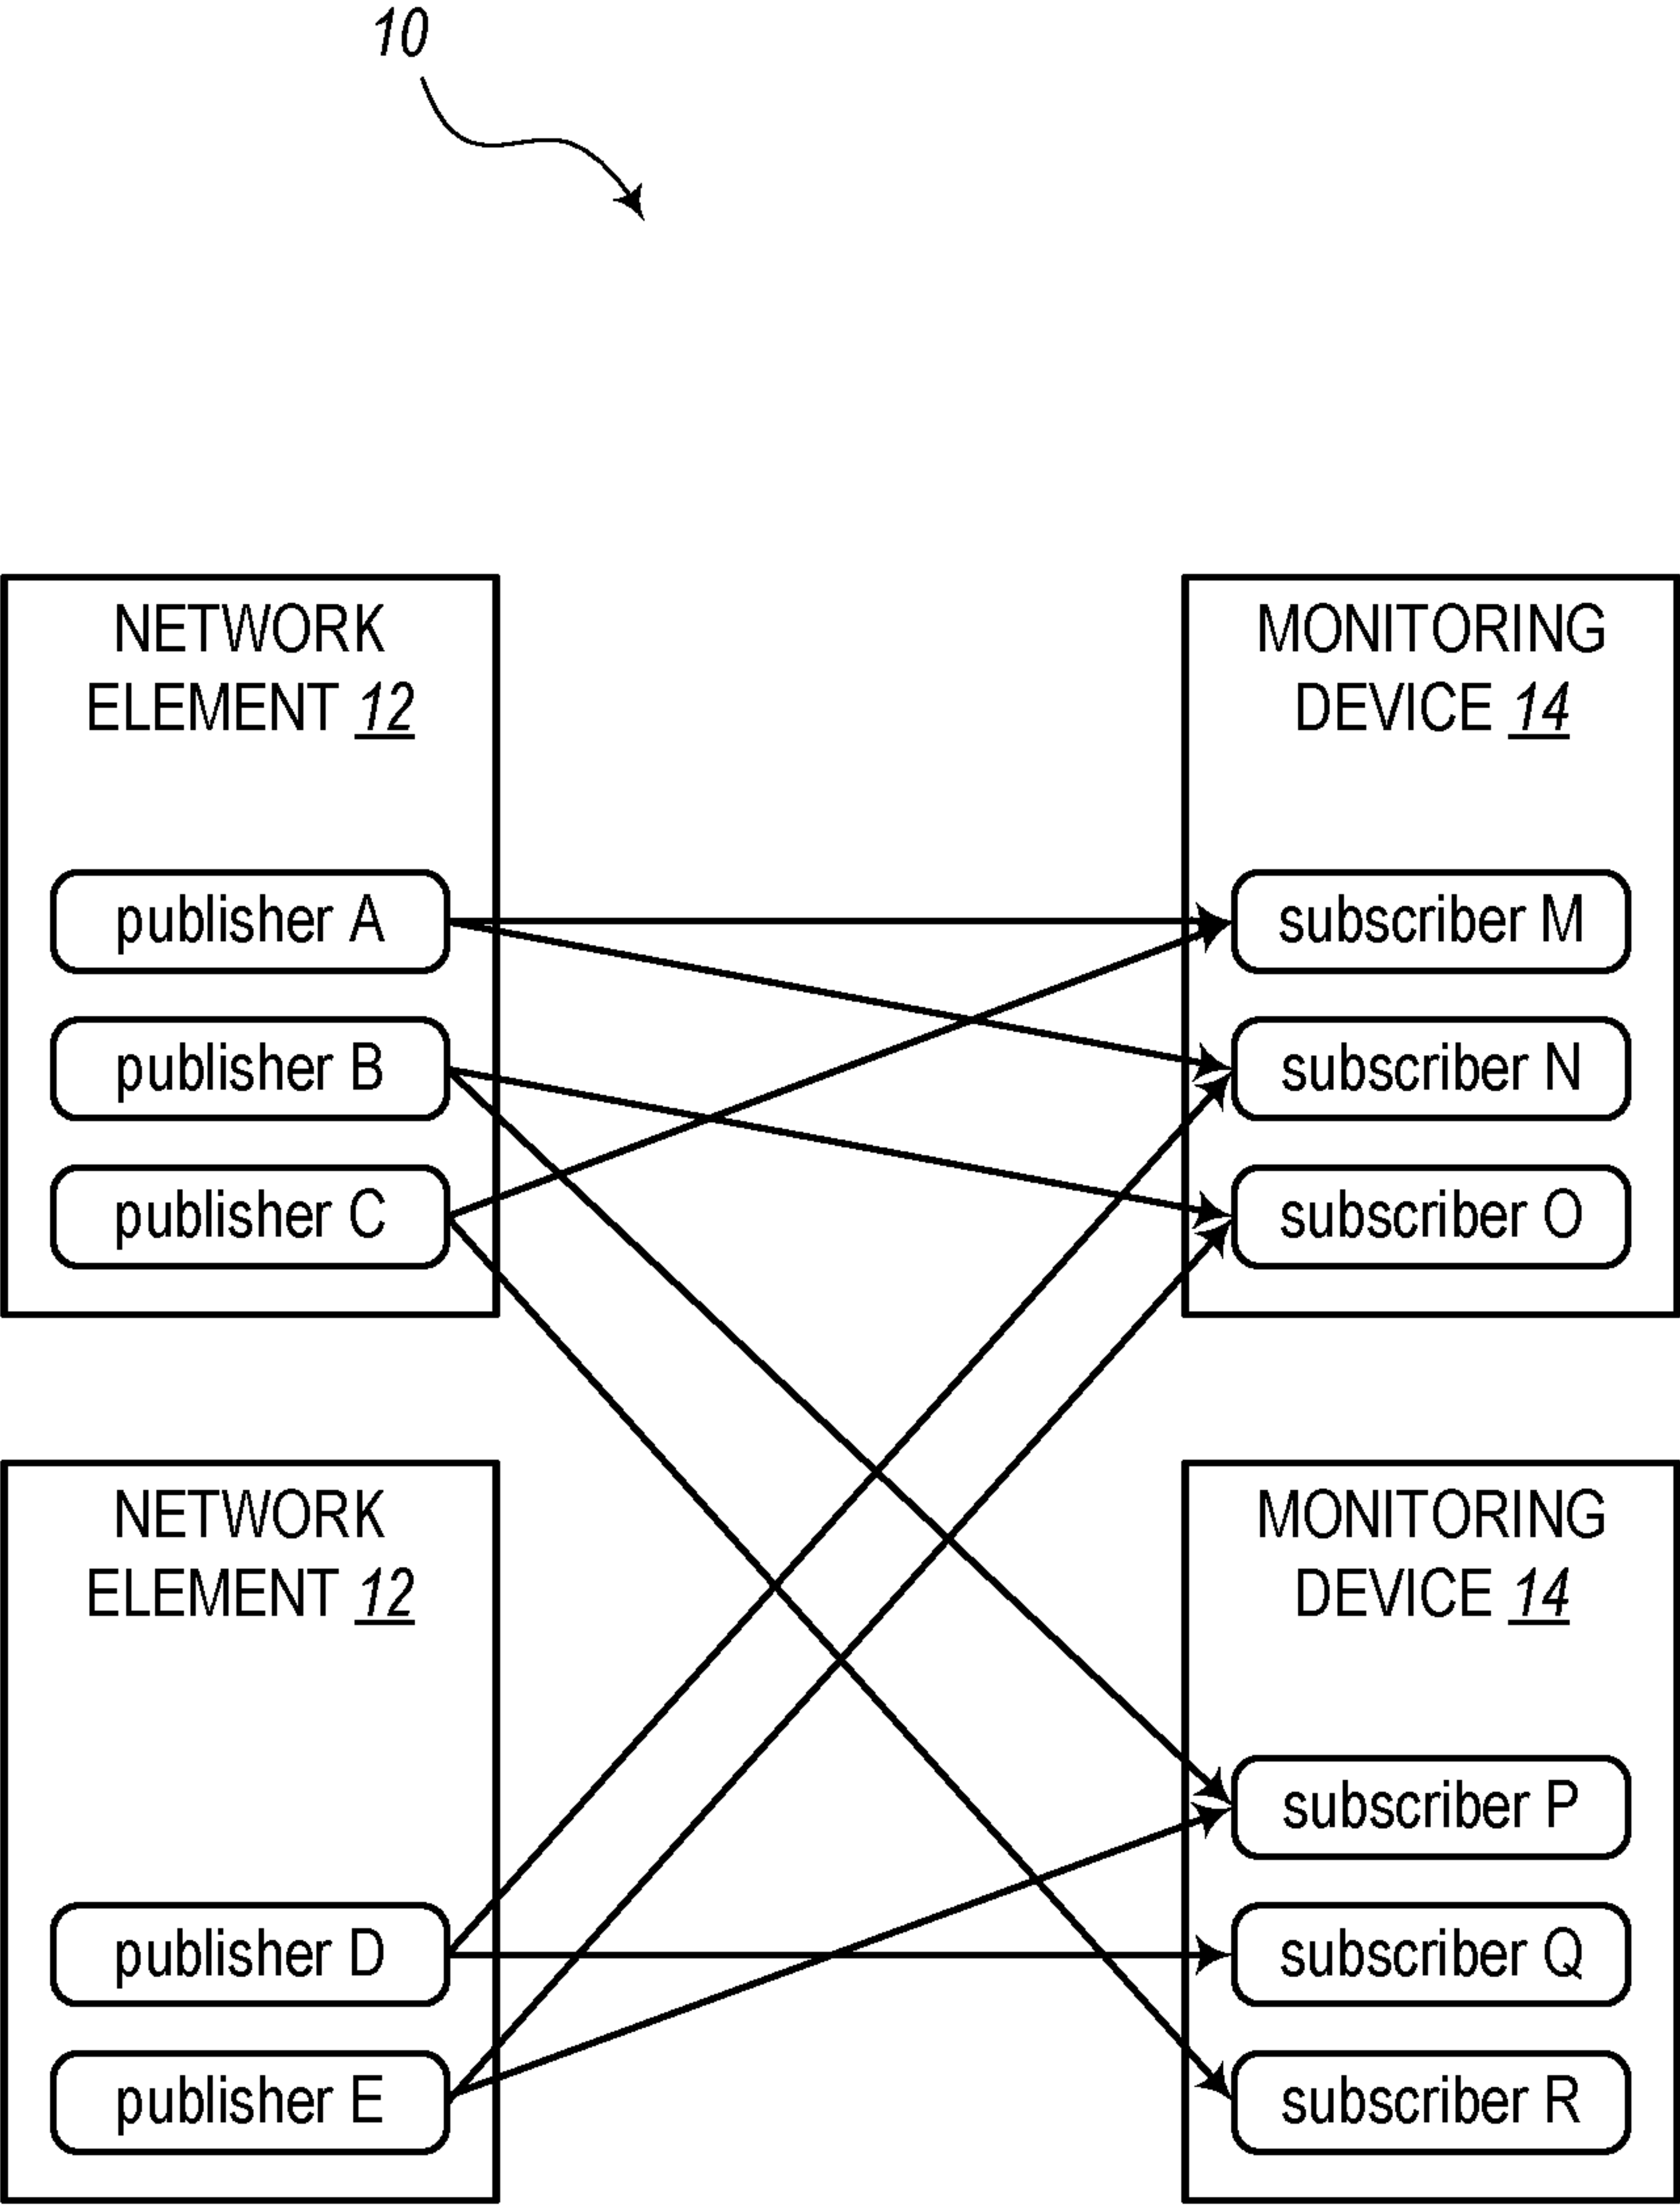 10
NETWORK
ELEMENT 12
publisher A
publisher B
publisher C
MONITORING
DEVICE 14
subscriber M
subscriber N
subscriber O
NETWORK
ELEMENT 12
publisher D
publisher E
MONITORING
DEVICE 14
subscriber P
subscriber Q
subscriber R